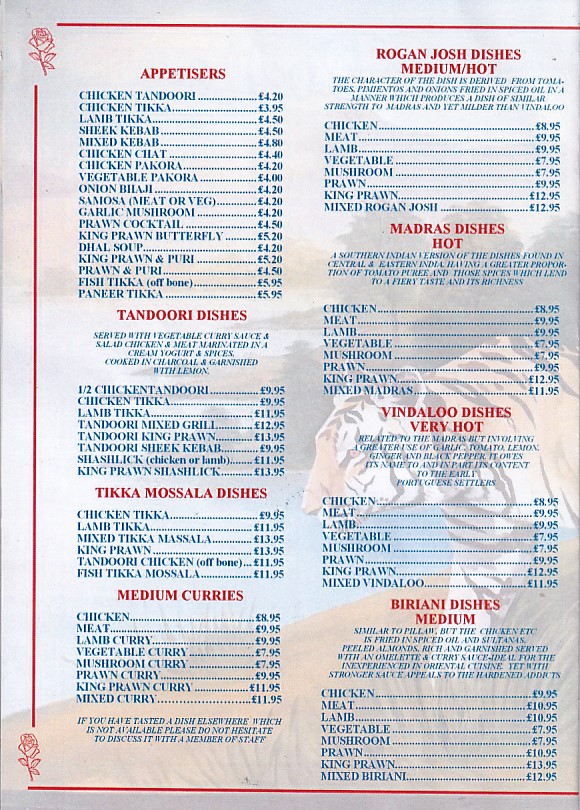 APPETISERS
CHICKEN TANDOORI....................£4.20
CHICKEN TIKKA....................£3.95
LAMB TIKKA....................£4.50
SHEEK KEBAB....................£4.50
MIXED KEBAB....................£4.80
CHICKEN CHAT....................£4.40
CHICKEN PAKORA....................£4.20
VEGETABLE PAKORA....................£4.00
ONION BHAJI....................£4.20
SAMOSA (MEAT OR VEG)....................£4.20
GARLIC MUSHROOM....................£4.20
PRAWN COCKTAIL....................£4.50
KING PRAWN BUTTERFLY....................£5.20
DHAL SOUP....................£4.20
KING PRAWN & PURI....................£5.20
PRAWN & PURI....................£4.50
FISH TIKKA (off bone)....................£5.95
PANEER TIKKA....................£5.95
TANDOORI DISHES
SERVED WITH VEGETABLE CURRY SAUCE &
SALAD CHICKEN & MEAT MARINATED IN A
CREAM YOGURT & SPICES,
COOKED IN CHARCOAL & GARNISHED
WITH LEMON.
1/2 CHICKENTANDOORI....................£9.95
CHICKEN TIKKA....................£9.95
LAMB TIKKA....................£11.95
TANDOORI MIXED GRILL....................£12.95
TANDOORI KING PRAWN....................£13.95
TANDOORI SHEEK KEBAB....................£9.95
SHASHLICK (chicken or lamb)....................£11.95
KING PRAWN SHASHLICK....................£13.95
TIKKA MOSSALA DISHES
CHICKEN TIKKA....................£9.95
LAMB TIKKA....................£11.95
MIXED TIKKA MASSALA....................£13.95
KING PRAWN....................£13.95
TANDOORI CHICKEN (off bone)...£11.95
FISH TIKKA MOSSALA....................£11.95
MEDIUM CURRIES
CHICKEN....................£8.95
MEAT....................£9.95
LAMB CURRY....................£9.95
VEGETABLE CURRY....................£7.95
MUSHROOM CURRY....................£7.95
PRAWN CURRY....................£9.95
KING PRAWN CURRY....................£11.95
MIXED CURRY....................£11.95
IF YOU HAVE TASTED A DISH ELSEWHERE WHICH
IS NOT AVAILABLE PLEASE DO NOT HESITATE
TO DISCUSS IT WITH A MEMBER OF STAFF
ROGAN JOSH DISHES
MEDIUM/HOT
THE CHARACTER OF THE DISH IS DERIVED FROM TOMA-
TOES, PIMIENTOS AND ONIONS FRIED IN SPICED OIL IN A
MANNER WHICH PRODUCES A DISH OF SIMILAR
STRENGTH TO MADRAS AND YET MILDER THAN VINDALOO
CHICKEN....................£8.95
MEAT....................£9.95
LAMB....................£9.95
VEGETABLE....................£7.95
MUSHROOM....................£7.95
PRAWN....................£9.95
KING PRAWN....................£12.95
MIXED ROGAN JOSH....................£12.95
MADRAS DISHES
HOT
A SOUTHERN INDIAN VERSION OF THE DISHES FOUND IN
CENTRAL & EASTERN INDIA, HAVING A GREATER PROPOR-
TION OF TOMATO PUREE AND THOSE SPICES WHICH LEND
TO A FIERY TASTE AND ITS RICHNESS
CHICKEN....................£8.95
MEAT....................£9.95
LAMB....................£9.95
VEGETABLE....................£7.95
MUSHROOM....................£7.95
PRAWN....................£9.95
KING PRAWN....................£12.95
MIXED MADRAS....................£11.95
VINDALOO DISHES
VERY HOT
RELATED TO THE MADRAS BUT INVOLVING
A GREATER USE OF GARLIC, TOMATO, LEMON,
GINGER AND BLACK PEPPER. IT OWES
ITS NAME TO AND IN PART ITS CONTENT
TO THE EARLY
PORTUGUESE SETTLERS
CHICKEN....................£8.95
MEAT....................£9.95
LAMB....................£9.95
VEGETABLE....................£7.95
MUSHROOM....................£7.95
PRAWN....................£9.95
KING PRAWN....................£12.95
MIXED VINDALOO....................£11.95
BIRIANI DISHES
MEDIUM
SIMILAR TO PILLAW, BUT THE CHICKEN ETC
IS FRIED IN SPICED OIL AND SULTANAS,
PEELED ALMONDS, RICH AND GARNISHED SERVED
WITH AN OMELETTE & CURRY SAUCE-IDEAL FOR THE
INEXPERIENCED IN ORIENTAL CUISINE YET WITH
STRONGER SAUCE APPEALS TO THE HARDENED ADDICTS
CHICKEN....................£9.95
MEAT....................£10.95
LAMB....................£10.95
VEGETABLE....................£7.95
MUSHROOM....................£7.95
PRAWN....................£10.95
KING PRAWN....................£13.95
MIXED BIRIANI....................£12.95